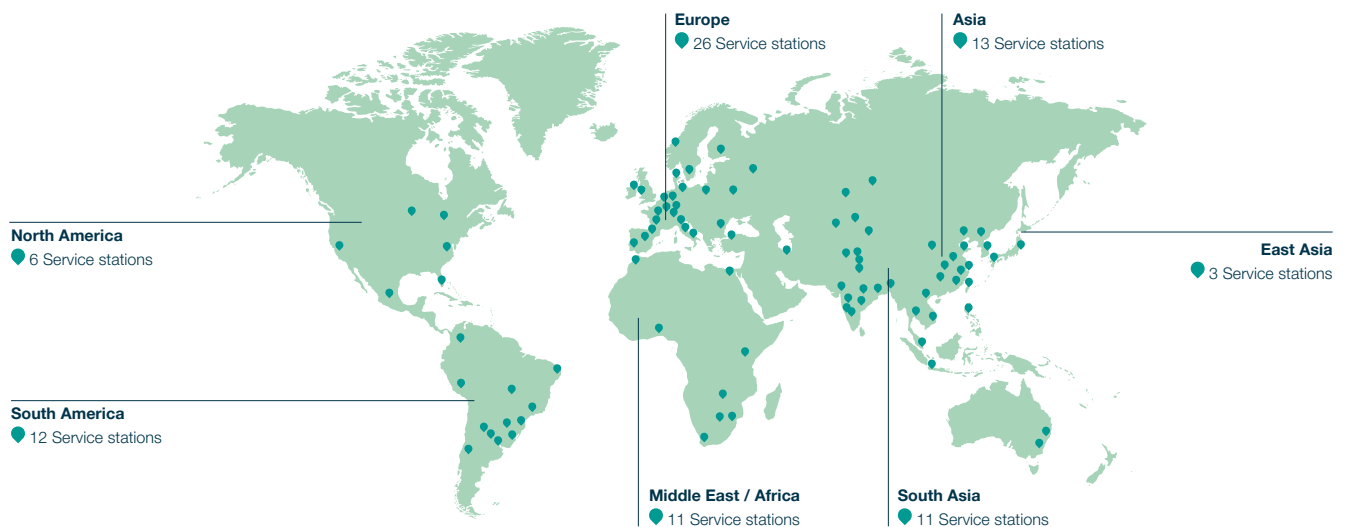 Europe
26 Service stations
Asia
13 Service stations
North America
6 Service stations
East Asia
3 Service stations
South America
12 Service stations
Middle East / Africa
11 Service stations
South Asia
11 Service stations